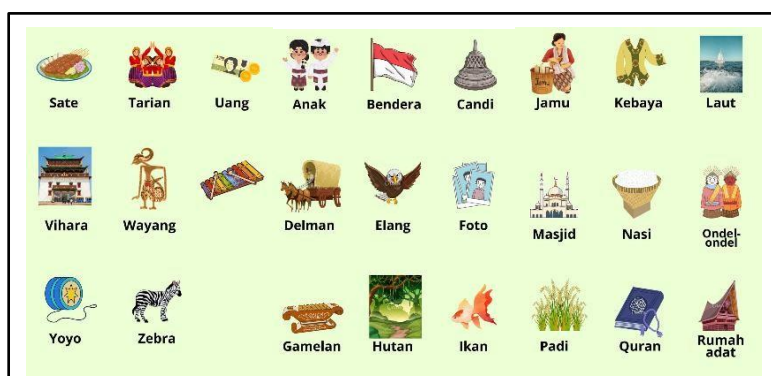 Sate Tarian Uang Anak Bendera Candi Jamu Kebaya Laut
Vihara Wayang Delman Elang Foto Masjid Nasi Ondel-
ondel
Yoyo Zebra Gamelan Hutan Ikan Padi Quran Rumah
adat